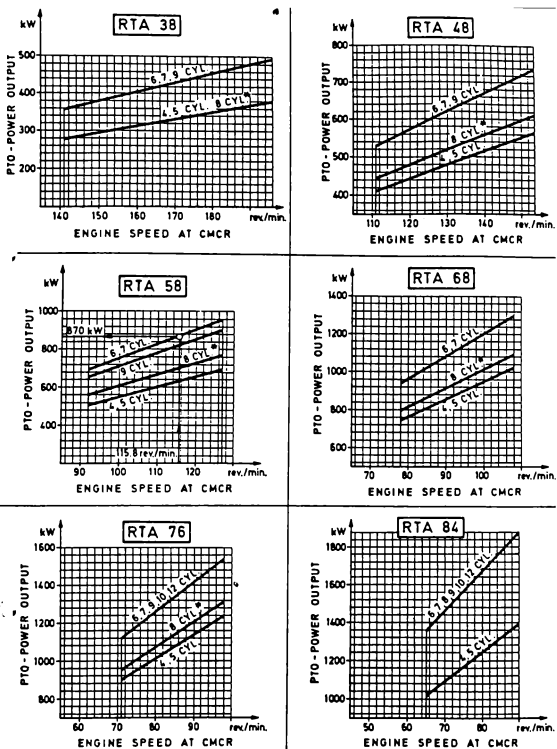 RTA 38
kW
500
400
300
200
PTO-POWER OUTPUT
6,7,9 CYL.
4,5 CYL. 8 CYL.*
140 150 160 170 180 rev./min.
ENGINE SPEED AT CMCR
RTA 48
kW
800
700
600
500
400
PTO-POWER OUTPUT
6,7,9 CYL.
8 CYL.*
4,5 CYL.
110 120 130 140 rev./min.
ENGINE SPEED AT CMCR
RTA 58
kW
1000
870 kW
800
600
400
PTO-POWER OUTPUT
6,7 CYL.
9 CYL.
8 CYL.*
4,5 CYL.
115.8 rev./min.
90 100 110 120 rev./min.
ENGINE SPEED AT CMCR
RTA 68
kW
1400
1200
1000
800
600
PTO-POWER OUTPUT
6,7 CYL.
8 CYL.*
4,5 CYL.
70 80 90 100 rev./min.
ENGINE SPEED AT CMCR
RTA 76
kW
1600
1400
1200
1000
800
PTO-POWER OUTPUT
6,7,9,10,12 CYL.
8 CYL.*
4,5 CYL.
60 70 80 90 rev./min.
ENGINE SPEED AT CMCR
RTA 84
kW
1800
1600
1400
1200
1000
PTO-POWER OUTPUT
6,7,8,9,10,12 CYL.
4,5 CYL.
50 60 70 80 rev./min.
ENGINE SPEED AT CMCR